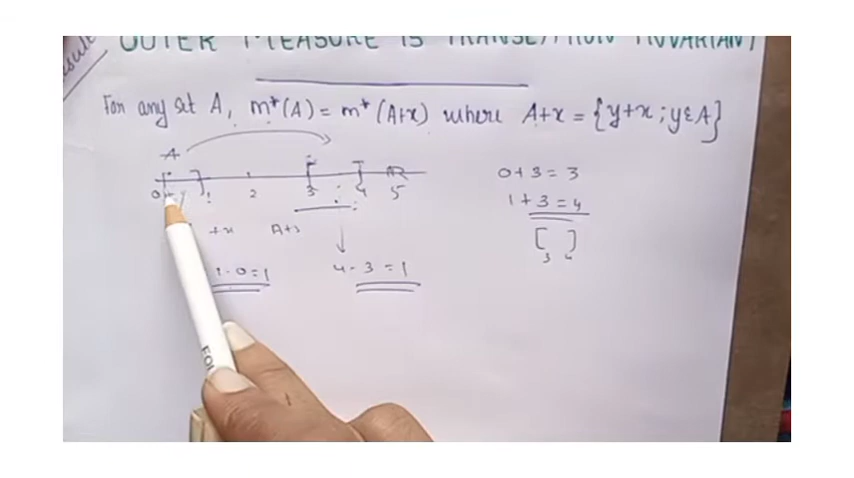 OUTER MEASURE IS TRANSLATION INVARIANT
For any set A, m*(A) = m*(A+x) where A+x = {y+x ; y∈A}
A
0 1 2 3 4 5
0+3 = 3
1+3 = 4
+x A+x
[ ]
3 4
1-0=1 4-3=1